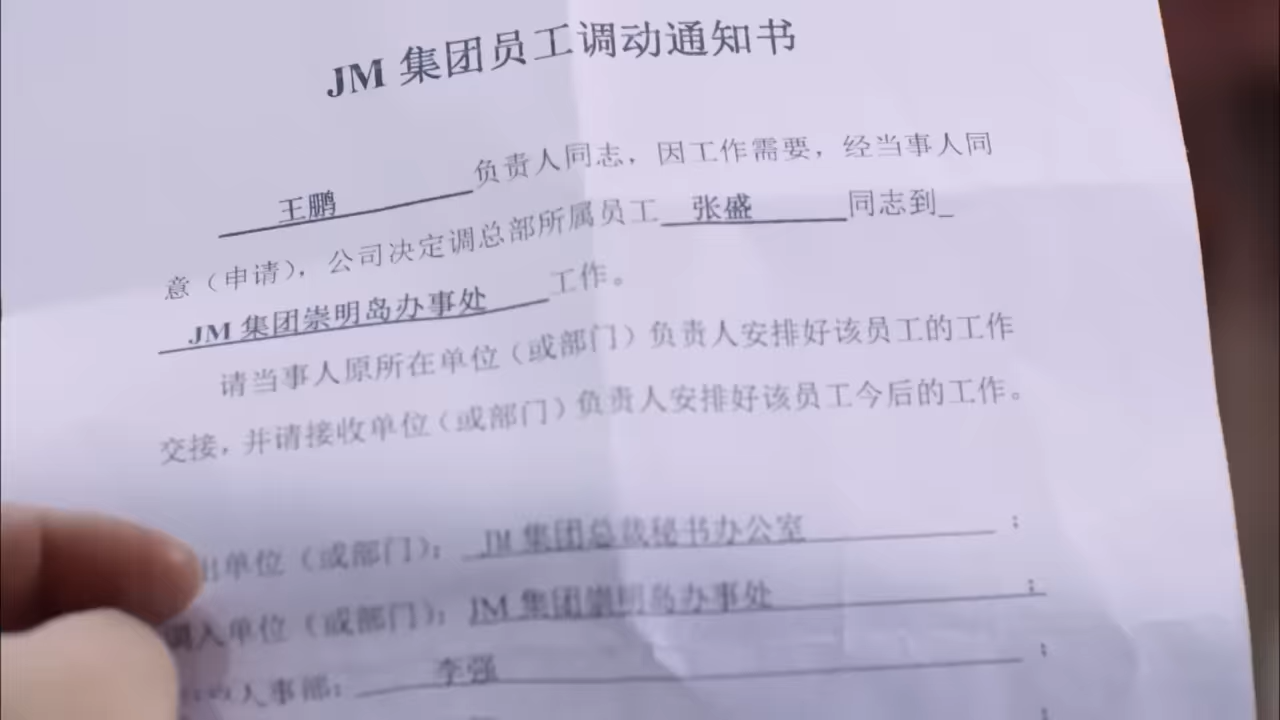 JM 集团员工调动通知书
王鹏 负责人同志，因工作需要，经当事人同
意（申请），公司决定调总部所属员工 张盛 同志到_
JM 集团崇明岛办事处 工作。
请当事人原所在单位（或部门）负责人安排好该员工的工作
交接，并请接收单位（或部门）负责人安排好该员工今后的工作。
出单位（或部门）： JM 集团总裁秘书办公室 ；
调入单位（或部门）： JM 集团崇明岛办事处 ；
人事部： 李强 ；